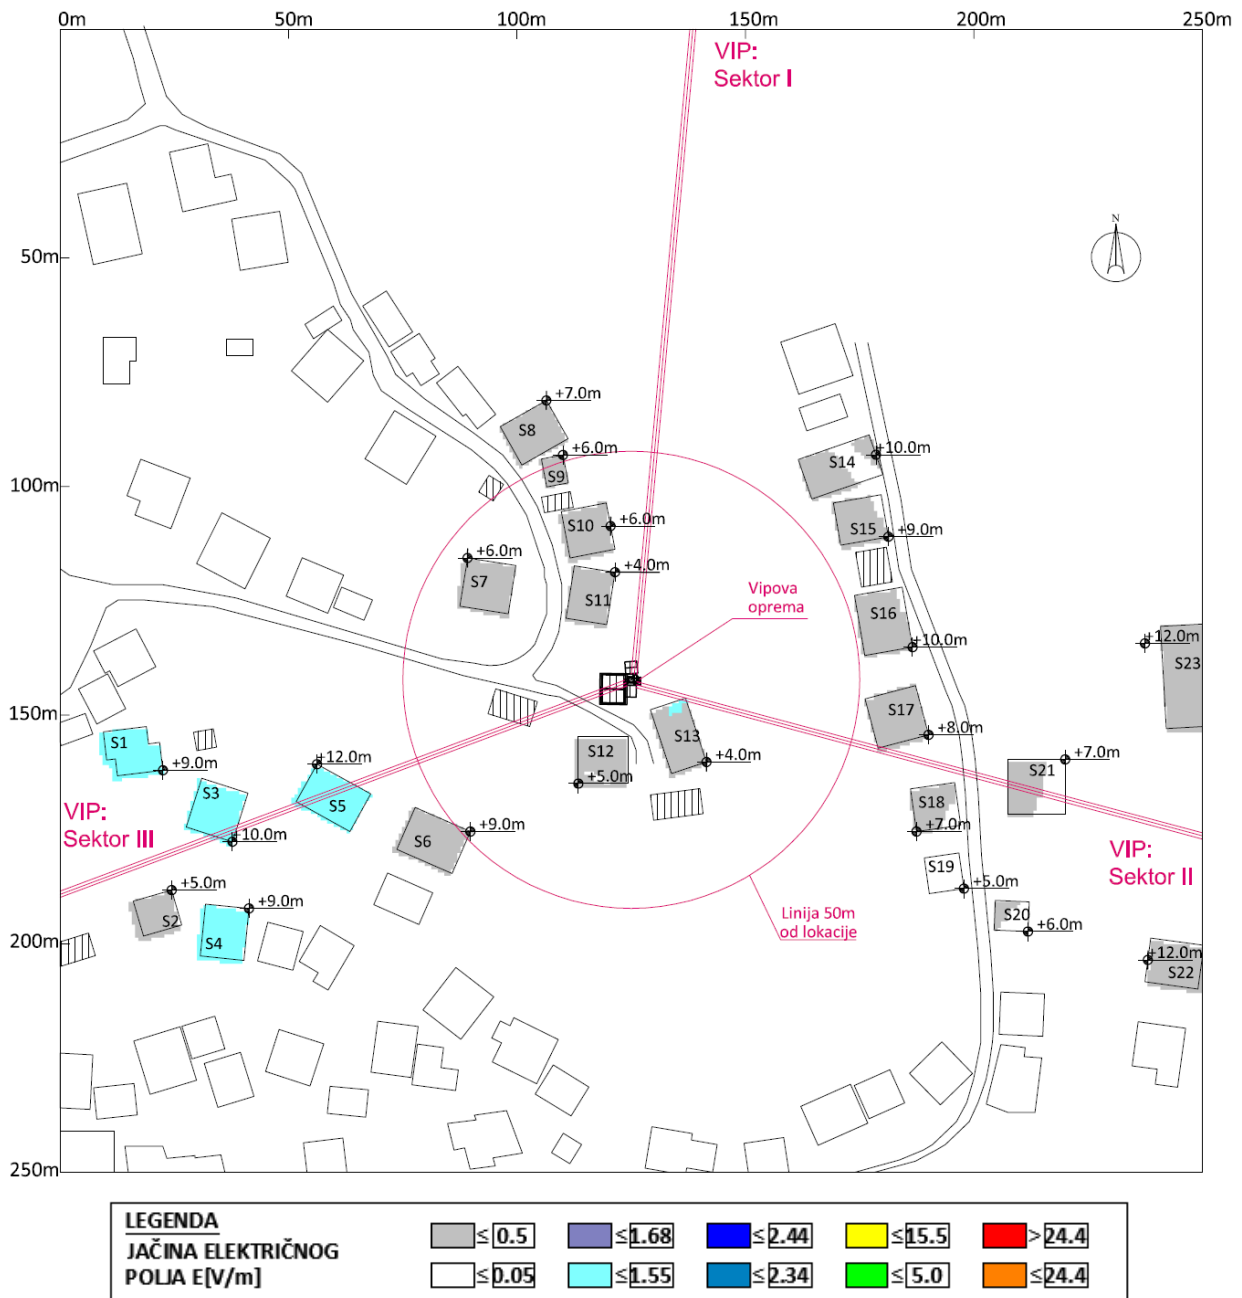 0m
50m
100m
150m
200m
250m
VIP:
Sektor I
N
50m
+7.0m
S8
+6.0m
S9
+10.0m
S14
100m
+6.0m
S10
+9.0m
S15
+6.0m
S7
+4.0m
S11
Vipova
oprema
S16
+10.0m
+12.0m
S23
150m
S1
+9.0m
+12.0m
S5
S12
+5.0m
S13
+4.0m
S17
+8.0m
+7.0m
S21
S3
+10.0m
VIP:
Sektor III
S6
+9.0m
S18
+7.0m
VIP:
Sektor II
S19
+5.0m
+5.0m
S2
+9.0m
S4
Linija 50m
od lokacije
S20
+6.0m
200m
+12.0m
S22
250m
LEGENDA
JAČINA ELEKTRIČNOG
POLJA E[V/m]
≤ 0.5
≤ 1.68
≤ 2.44
≤ 15.5
> 24.4
≤ 0.05
≤ 1.55
≤ 2.34
≤ 5.0
≤ 24.4